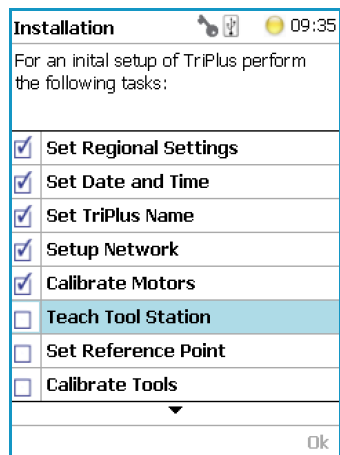 Installation 09:35
For an inital setup of TriPlus perform
the following tasks:
Set Regional Settings
Set Date and Time
Set TriPlus Name
Setup Network
Calibrate Motors
Teach Tool Station
Set Reference Point
Calibrate Tools
Ok